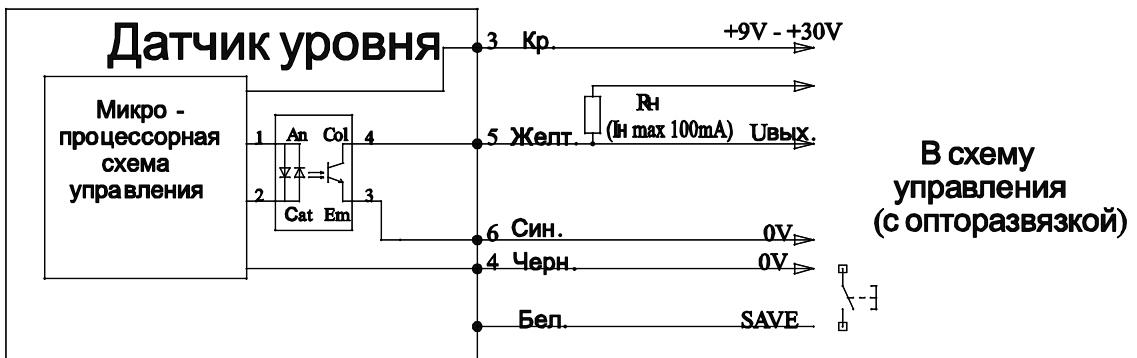 Датчик уровня
3 Кр. +9V - +30V
Микро -
процессорная
схема
управления
1 An Col 4
2 Cat Em 3
Rн
(Iн max 100mA)
5 Желт. Uвых.
6 Син. 0V
4 Черн. 0V
Бел. SAVE
В схему
управления
(с опторазвязкой)